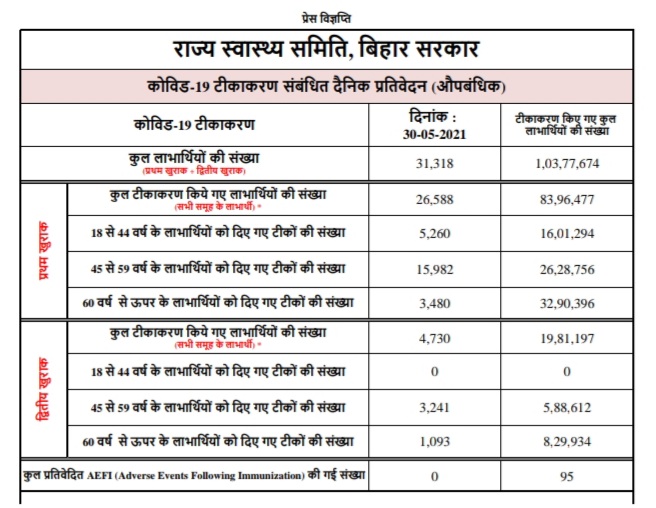 प्रेस विज्ञप्ति
राज्य स्वास्थ्य समिति, बिहार सरकार
कोविड-19 टीकाकरण संबंधित दैनिक प्रतिवेदन (औपबंधिक)
कोविड-19 टीकाकरण
दिनांक :
30-05-2021
टीकाकरण किए गए कुल
लाभार्थियों की संख्या
कुल लाभार्थियों की संख्या
(प्रथम खुराक + द्वितीय खुराक)
31,318
1,03,77,674
प्रथम खुराक
कुल टीकाकरण किये गए लाभार्थियों की संख्या
(सभी समूह के लाभार्थी) *
26,588
83,96,477
18 से 44 वर्ष के लाभार्थियों को दिए गए टीकों की संख्या
5,260
16,01,294
45 से 59 वर्ष के लाभार्थियों को दिए गए टीकों की संख्या
15,982
26,28,756
60 वर्ष से ऊपर के लाभार्थियों को दिए गए टीकों की संख्या
3,480
32,90,396
द्वितीय खुराक
कुल टीकाकरण किये गए लाभार्थियों की संख्या
(सभी समूह के लाभार्थी) *
4,730
19,81,197
18 से 44 वर्ष के लाभार्थियों को दिए गए टीकों की संख्या
0
0
45 से 59 वर्ष के लाभार्थियों को दिए गए टीकों की संख्या
3,241
5,88,612
60 वर्ष से ऊपर के लाभार्थियों को दिए गए टीकों की संख्या
1,093
8,29,934
कुल प्रतिवेदित AEFI (Adverse Events Following Immunization) की गई संख्या
0
95